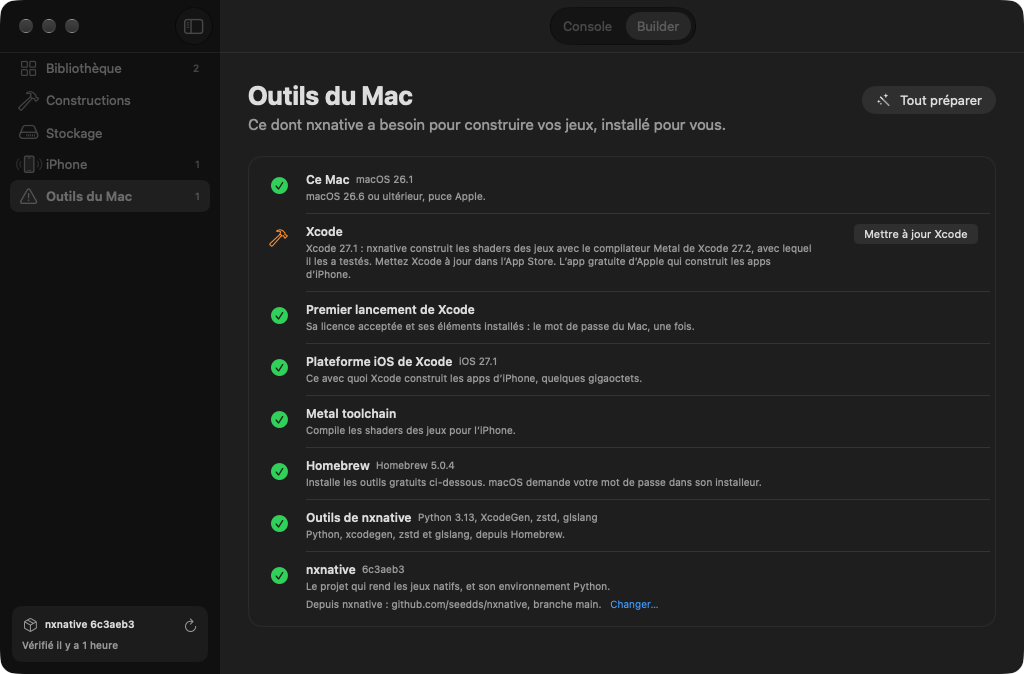 Console
Builder
Bibliothèque
2
Constructions
Stockage
iPhone
1
Outils du Mac
1
Outils du Mac
Tout préparer
Ce dont nxnative a besoin pour construire vos jeux, installé pour vous.
Ce Mac macOS 26.1
macOS 26.6 ou ultérieur, puce Apple.
Xcode
Mettre à jour Xcode
Xcode 27.1 : nxnative construit les shaders des jeux avec le compilateur Metal de Xcode 27.2, avec lequel
il les a testés. Mettez Xcode à jour dans l’App Store. L’app gratuite d’Apple qui construit les apps
d’iPhone.
Premier lancement de Xcode
Sa licence acceptée et ses éléments installés : le mot de passe du Mac, une fois.
Plateforme iOS de Xcode iOS 27.1
Ce avec quoi Xcode construit les apps d’iPhone, quelques gigaoctets.
Metal toolchain
Compile les shaders des jeux pour l’iPhone.
Homebrew Homebrew 5.0.4
Installe les outils gratuits ci-dessous. macOS demande votre mot de passe dans son installeur.
Outils de nxnative Python 3.13, XcodeGen, zstd, glslang
Python, xcodegen, zstd et glslang, depuis Homebrew.
nxnative 6c3aeb3
Le projet qui rend les jeux natifs, et son environnement Python.
Depuis nxnative : github.com/seedds/nxnative, branche main. Changer...
nxnative 6c3aeb3
Vérifié il y a 1 heure